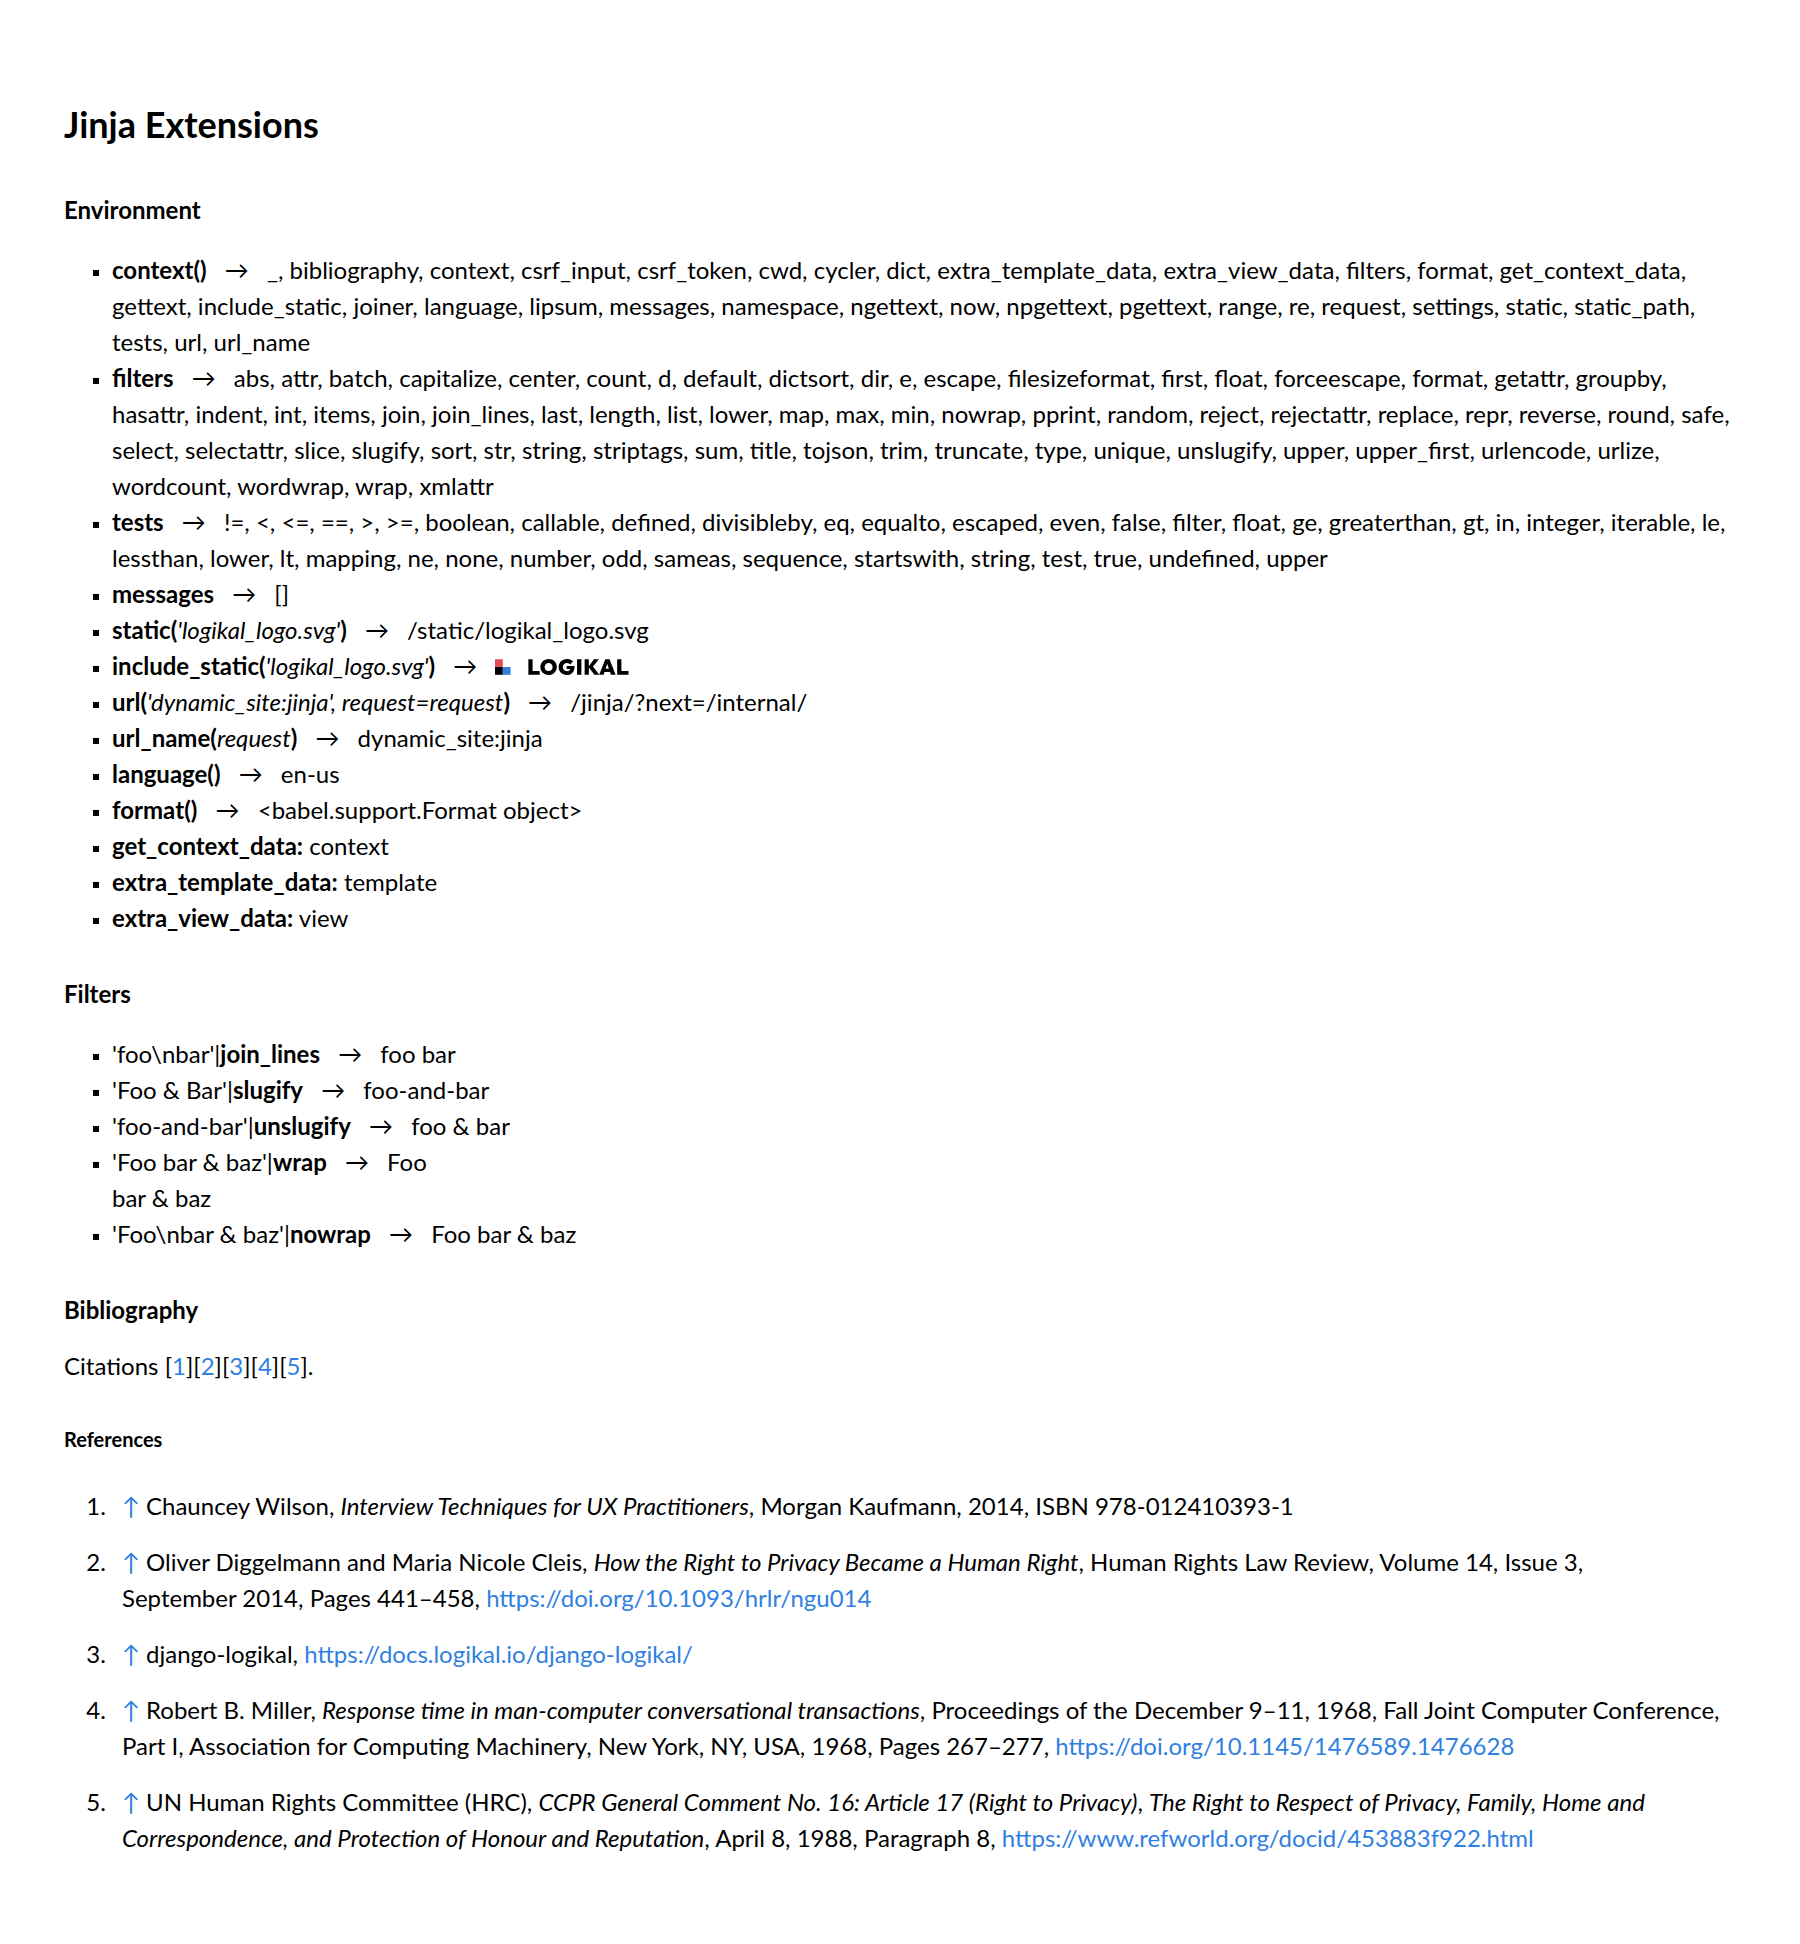 Jinja Extensions
Environment
▪ context() → _, bibliography, context, csrf_input, csrf_token, cwd, cycler, dict, extra_template_data, extra_view_data, filters, format, get_context_data,
gettext, include_static, joiner, language, lipsum, messages, namespace, ngettext, now, npgettext, pgettext, range, re, request, settings, static, static_path,
tests, url, url_name
▪ filters → abs, attr, batch, capitalize, center, count, d, default, dictsort, dir, e, escape, filesizeformat, first, float, forceescape, format, getattr, groupby,
hasattr, indent, int, items, join, join_lines, last, length, list, lower, map, max, min, nowrap, pprint, random, reject, rejectattr, replace, repr, reverse, round, safe,
select, selectattr, slice, slugify, sort, str, string, striptags, sum, title, tojson, trim, truncate, type, unique, unslugify, upper, upper_first, urlencode, urlize,
wordcount, wordwrap, wrap, xmlattr
▪ tests → !=, <, <=, ==, >, >=, boolean, callable, defined, divisibleby, eq, equalto, escaped, even, false, filter, float, ge, greaterthan, gt, in, integer, iterable, le,
lessthan, lower, lt, mapping, ne, none, number, odd, sameas, sequence, startswith, string, test, true, undefined, upper
▪ messages → []
▪ static('logikal_logo.svg') → /static/logikal_logo.svg
▪ include_static('logikal_logo.svg') → LOGIKAL
▪ url('dynamic_site:jinja', request=request) → /jinja/?next=/internal/
▪ url_name(request) → dynamic_site:jinja
▪ language() → en-us
▪ format() → <babel.support.Format object>
▪ get_context_data: context
▪ extra_template_data: template
▪ extra_view_data: view
Filters
▪ 'foo\nbar'|join_lines → foo bar
▪ 'Foo & Bar'|slugify → foo-and-bar
▪ 'foo-and-bar'|unslugify → foo & bar
▪ 'Foo bar & baz'|wrap → Foo
bar & baz
▪ 'Foo\nbar & baz'|nowrap → Foo bar & baz
Bibliography
Citations [1][2][3][4][5].
References
1. ↑ Chauncey Wilson, Interview Techniques for UX Practitioners, Morgan Kaufmann, 2014, ISBN 978-012410393-1
2. ↑ Oliver Diggelmann and Maria Nicole Cleis, How the Right to Privacy Became a Human Right, Human Rights Law Review, Volume 14, Issue 3,
September 2014, Pages 441–458, https://doi.org/10.1093/hrlr/ngu014
3. ↑ django-logikal, https://docs.logikal.io/django-logikal/
4. ↑ Robert B. Miller, Response time in man-computer conversational transactions, Proceedings of the December 9–11, 1968, Fall Joint Computer Conference,
Part I, Association for Computing Machinery, New York, NY, USA, 1968, Pages 267–277, https://doi.org/10.1145/1476589.1476628
5. ↑ UN Human Rights Committee (HRC), CCPR General Comment No. 16: Article 17 (Right to Privacy), The Right to Respect of Privacy, Family, Home and
Correspondence, and Protection of Honour and Reputation, April 8, 1988, Paragraph 8, https://www.refworld.org/docid/453883f922.html